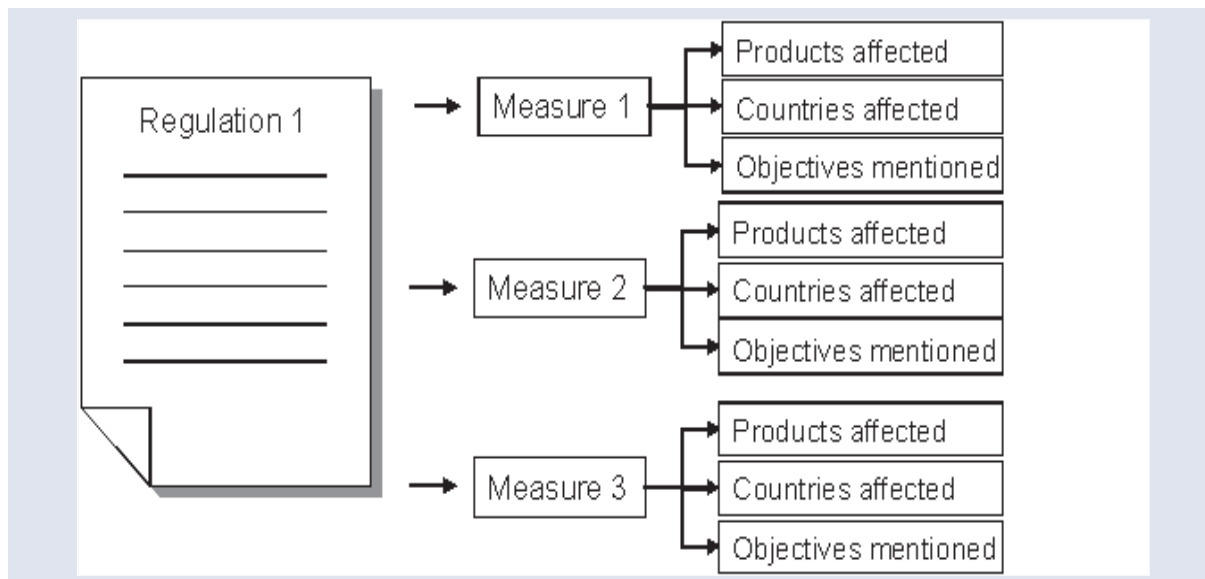 Regulation 1
Measure 1
Products affected
Countries affected
Objectives mentioned
Measure 2
Products affected
Countries affected
Objectives mentioned
Measure 3
Products affected
Countries affected
Objectives mentioned